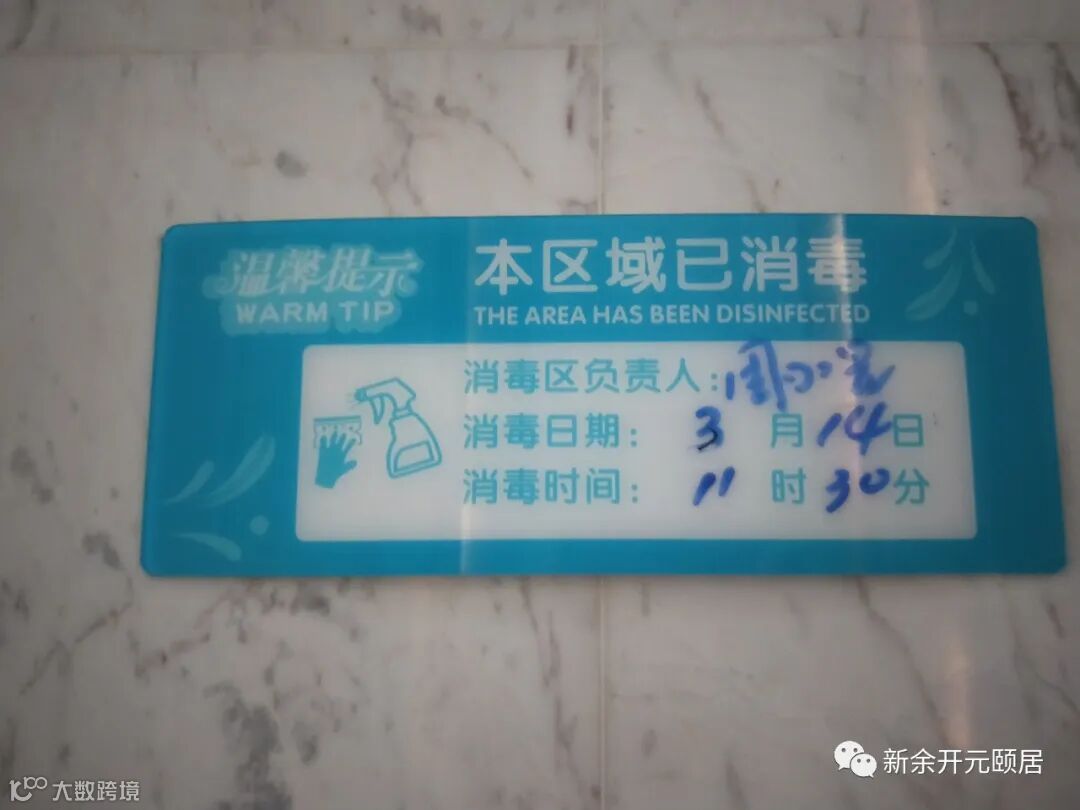 温馨提示
WARM TIP
本区域已消毒
THE AREA HAS BEEN DISINFECTED
消毒区负责人：周
消毒日期： 3 月 14 日
消毒时间： 11 时 30 分
新余开元颐居
大数跨境